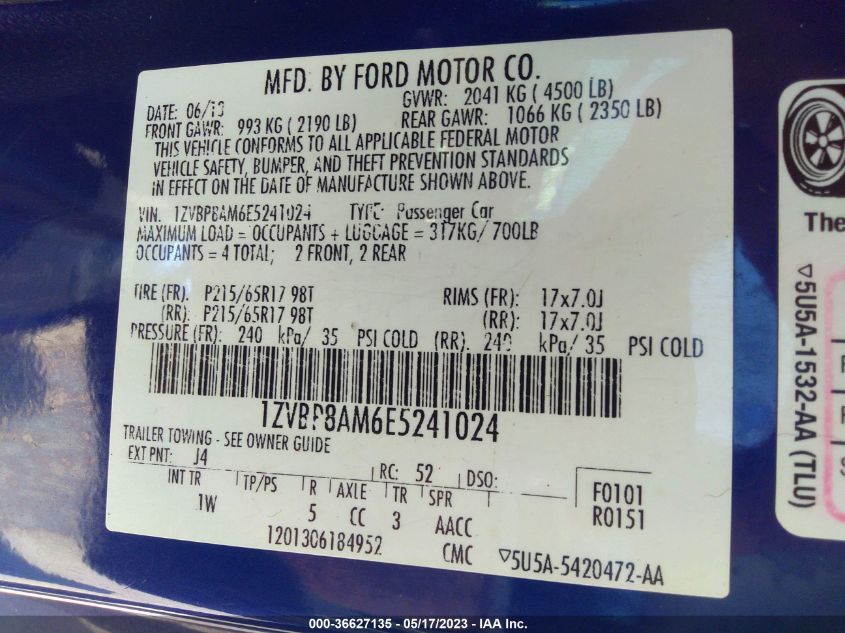 MFD. BY FORD MOTOR CO.
DATE: 06/13
GVWR: 2041 KG ( 4500 LB)
FRONT GAWR: 993 KG ( 2190 LB)
REAR GAWR: 1066 KG ( 2350 LB)
THIS VEHICLE CONFORMS TO ALL APPLICABLE FEDERAL MOTOR
VEHICLE SAFETY, BUMPER, AND THEFT PREVENTION STANDARDS
IN EFFECT ON THE DATE OF MANUFACTURE SHOWN ABOVE.
VIN: 1ZVBP8AM6E5241024 TYPE: Passenger Car
MAXIMUM LOAD = OCCUPANTS + LUGGAGE = 317KG/ 700LB
OCCUPANTS = 4 TOTAL; 2 FRONT, 2 REAR
TIRE (FR): P215/65R17 98T RIMS (FR): 17x7.0J
(RR): P215/65R17 98T (RR): 17x7.0J
PRESSURE (FR): 240 kPa/ 35 PSI COLD (RR): 240 kPa/ 35 PSI COLD
1ZVBP8AM6E5241024
TRAILER TOWING - SEE OWNER GUIDE
EXT PNT: J4 RC: 52 DSO:
INT TR TP/PS R AXLE TR SPR F0101
1W 5 CC 3 AACC R0151
1201306184952 CMC ▽5U5A-5420472-AA
The
▽5U5A-1532-AA (TLU)
000-36627135 - 05/17/2023 - IAA Inc.